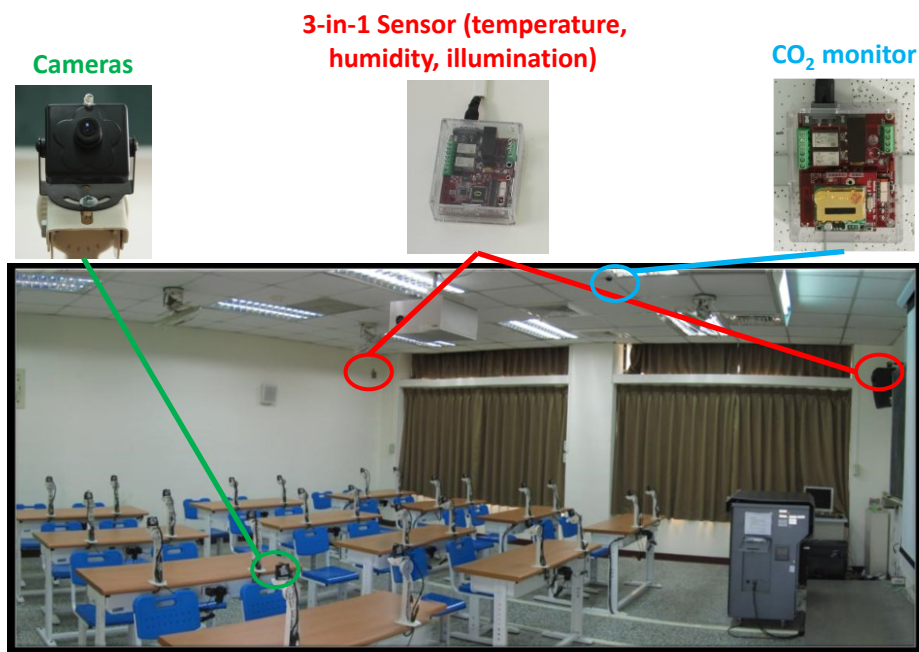 3-in-1 Sensor (temperature,
humidity, illumination)
Cameras
CO₂ monitor